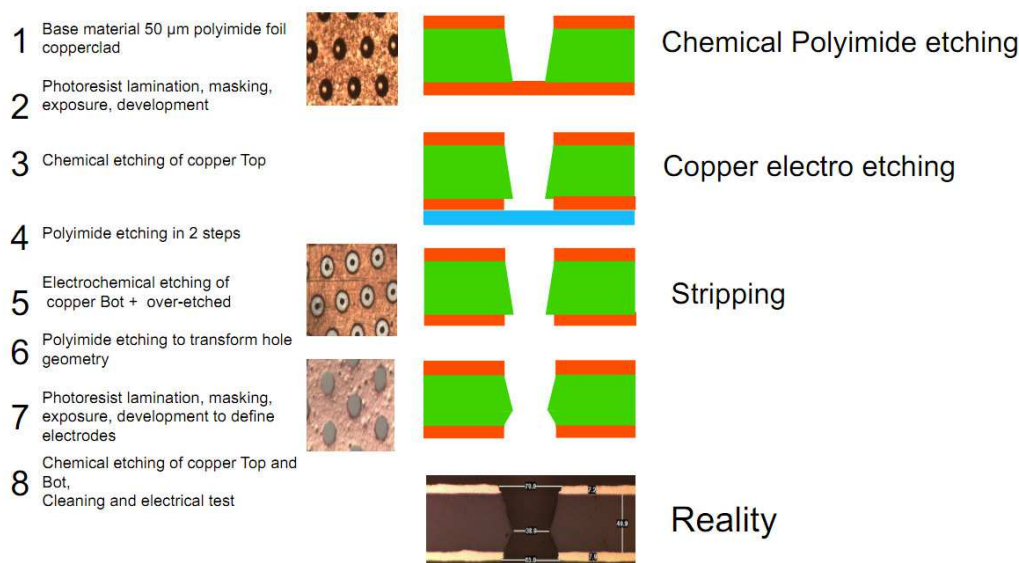 1 Base material 50 µm polyimide foil
copperclad
2 Photoresist lamination, masking,
exposure, development
3 Chemical etching of copper Top
4 Polyimide etching in 2 steps
5 Electrochemical etching of
copper Bot + over-etched
6 Polyimide etching to transform hole
geometry
7 Photoresist lamination, masking,
exposure, development to define
electrodes
8 Chemical etching of copper Top and
Bot,
Cleaning and electrical test
Chemical Polyimide etching
Copper electro etching
Stripping
Reality